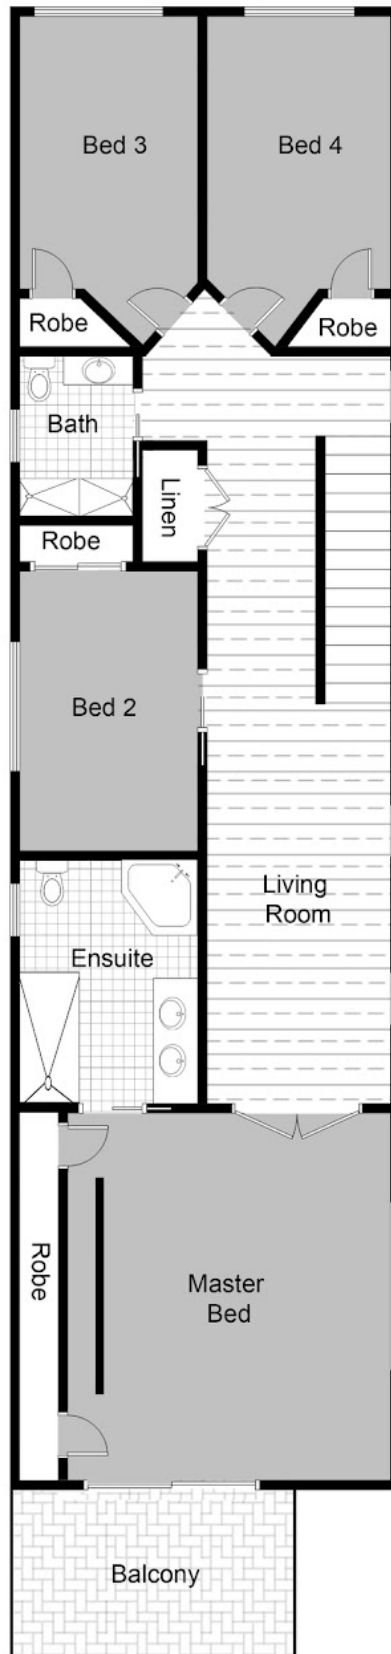 Bed 3
Bed 4
Robe
Robe
Bath
Linen
Robe
Bed 2
Living
Room
Ensuite
Robe
Master
Bed
Balcony